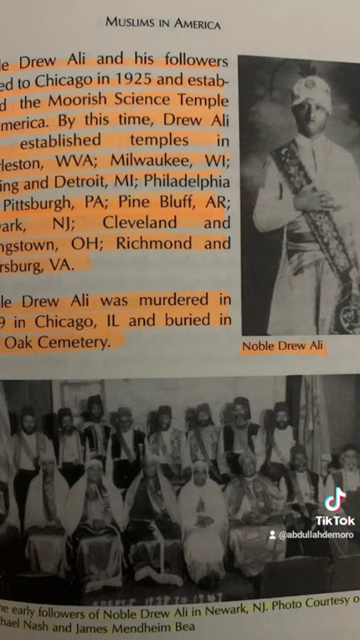 MUSLIMS IN AMERICA
le Drew Ali and his followers
ed to Chicago in 1925 and estab-
d the Moorish Science Temple
merica. By this time, Drew Ali
established temples in
leston, WVA; Milwaukee, WI;
ing and Detroit, MI; Philadelphia
Pittsburgh, PA; Pine Bluff, AR;
ark, NJ; Cleveland and
ngstown, OH; Richmond and
rsburg, VA.
le Drew Ali was murdered in
9 in Chicago, IL and buried in
Oak Cemetery.
Noble Drew Ali
TikTok
@abdullahdemoro
he early followers of Noble Drew Ali in Newark, NJ. Photo Courtesy o
hael Nash and James Mendheim Bea